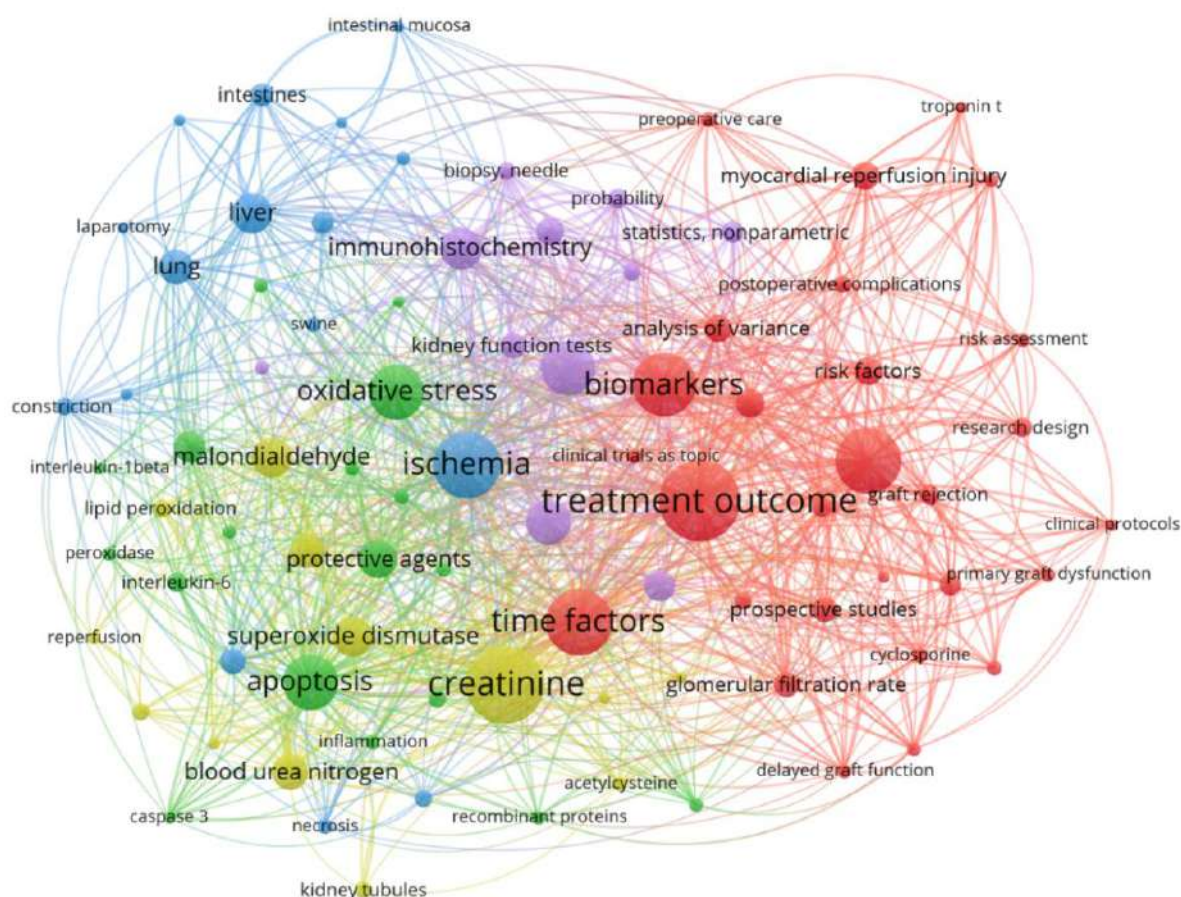 intestinal mucosa
intestines
troponin t
preoperative care
biopsy, needle
myocardial reperfusion injury
probability
liver
laparotomy
immunohistochemistry
statistics, nonparametric
lung
postoperative complications
swine
analysis of variance
kidney function tests
risk assessment
risk factors
oxidative stress
biomarkers
constriction
research design
malondialdehyde
clinical trials as topic
ischemia
interleukin-1beta
treatment outcome
graft rejection
lipid peroxidation
clinical protocols
peroxidase
protective agents
interleukin-6
primary graft dysfunction
prospective studies
time factors
reperfusion
superoxide dismutase
cyclosporine
apoptosis
creatinine
glomerular filtration rate
inflammation
blood urea nitrogen
delayed graft function
acetylcysteine
caspase 3
necrosis
recombinant proteins
kidney tubules